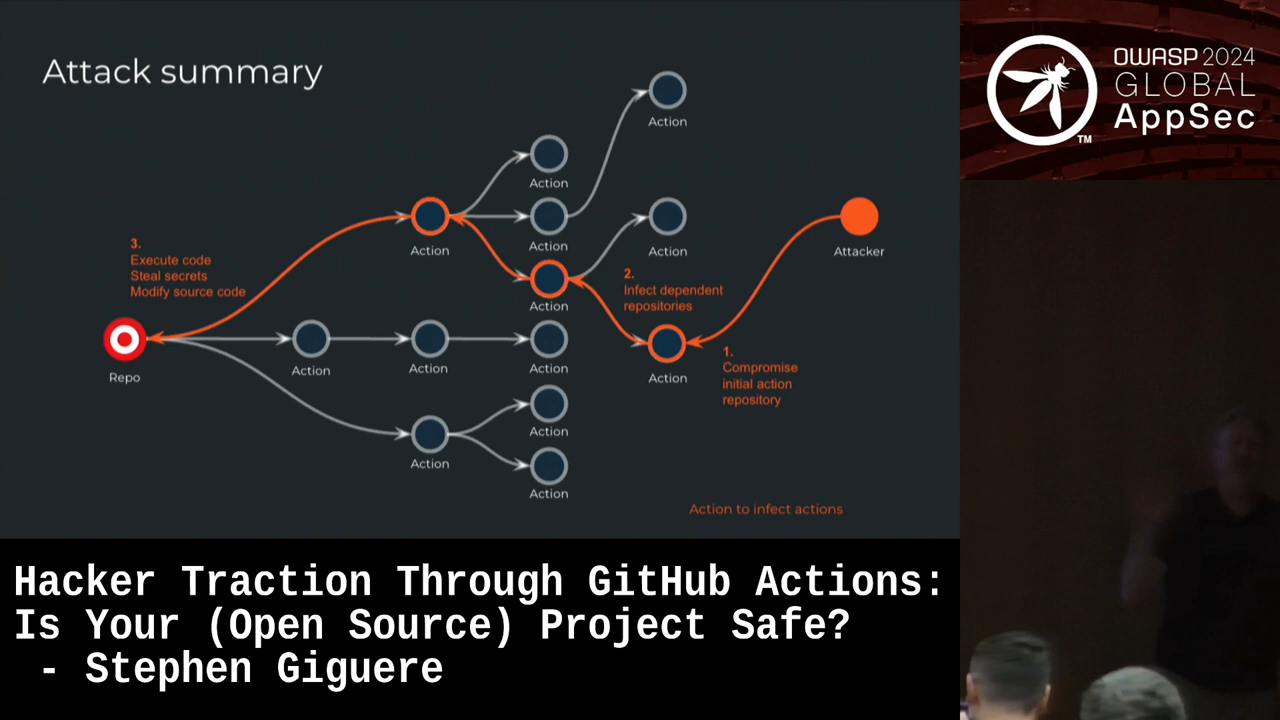 Attack summary
Action
Action
Action
Action
Action
Attacker
3.
Execute code
Steal secrets
Modify source code
2.
Infect dependent
repositories
Action
Repo
Action
Action
Action
Action
1.
Compromise
initial action
repository
Action
Action
Action
Action to infect actions
OWASP 2024
GLOBAL
AppSec
TM
Hacker Traction Through GitHub Actions:
Is Your (Open Source) Project Safe?
- Stephen Giguere